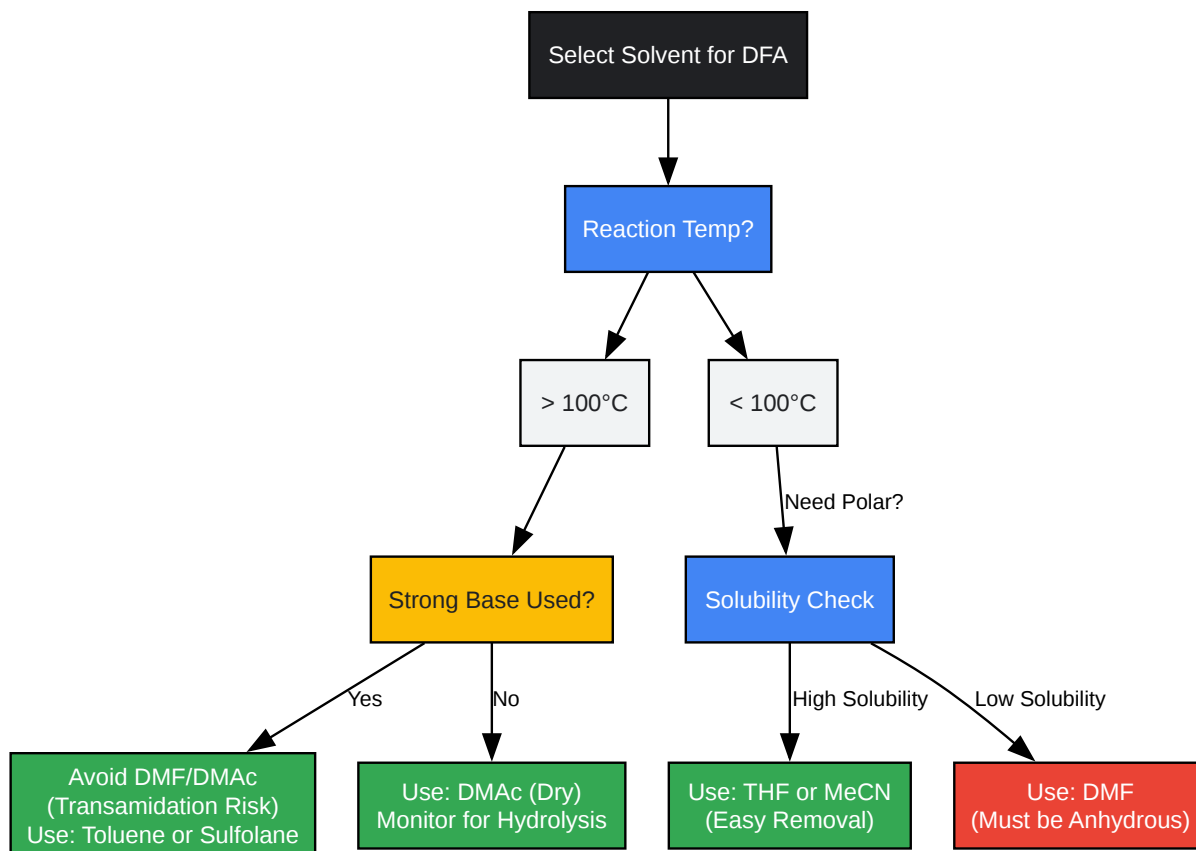 Select Solvent for DFA
Reaction Temp?
> 100°C
< 100°C
Need Polar?
Strong Base Used?
Solubility Check
Yes
No
High Solubility
Low Solubility
Avoid DMF/DMAc
(Transamidation Risk)
Use: Toluene or Sulfolane
Use: DMAc (Dry)
Monitor for Hydrolysis
Use: THF or MeCN
(Easy Removal)
Use: DMF
(Must be Anhydrous)